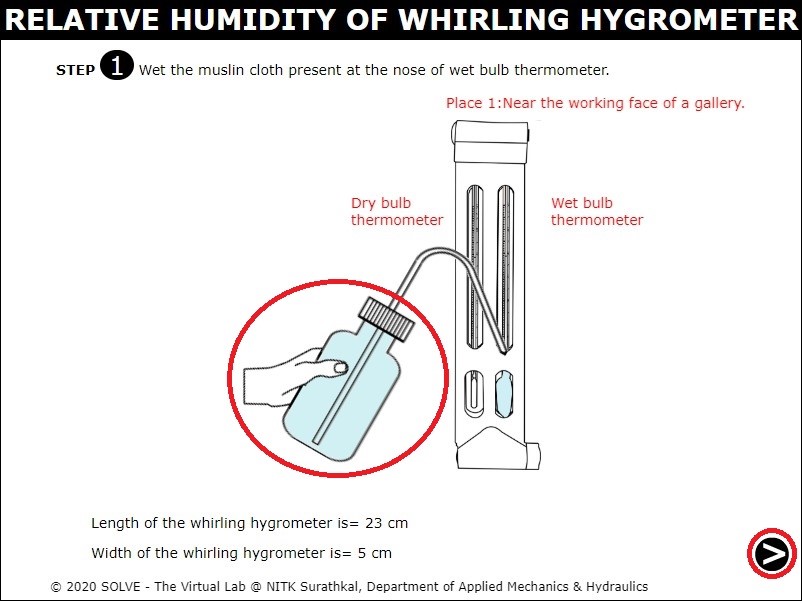 RELATIVE HUMIDITY OF WHIRLING HYGROMETER
STEP 1 Wet the muslin cloth present at the nose of wet bulb thermometer.
Place 1:Near the working face of a gallery.
Dry bulb
thermometer
Wet bulb
thermometer
Length of the whirling hygrometer is= 23 cm
Width of the whirling hygrometer is= 5 cm
>
© 2020 SOLVE - The Virtual Lab @ NITK Surathkal, Department of Applied Mechanics & Hydraulics